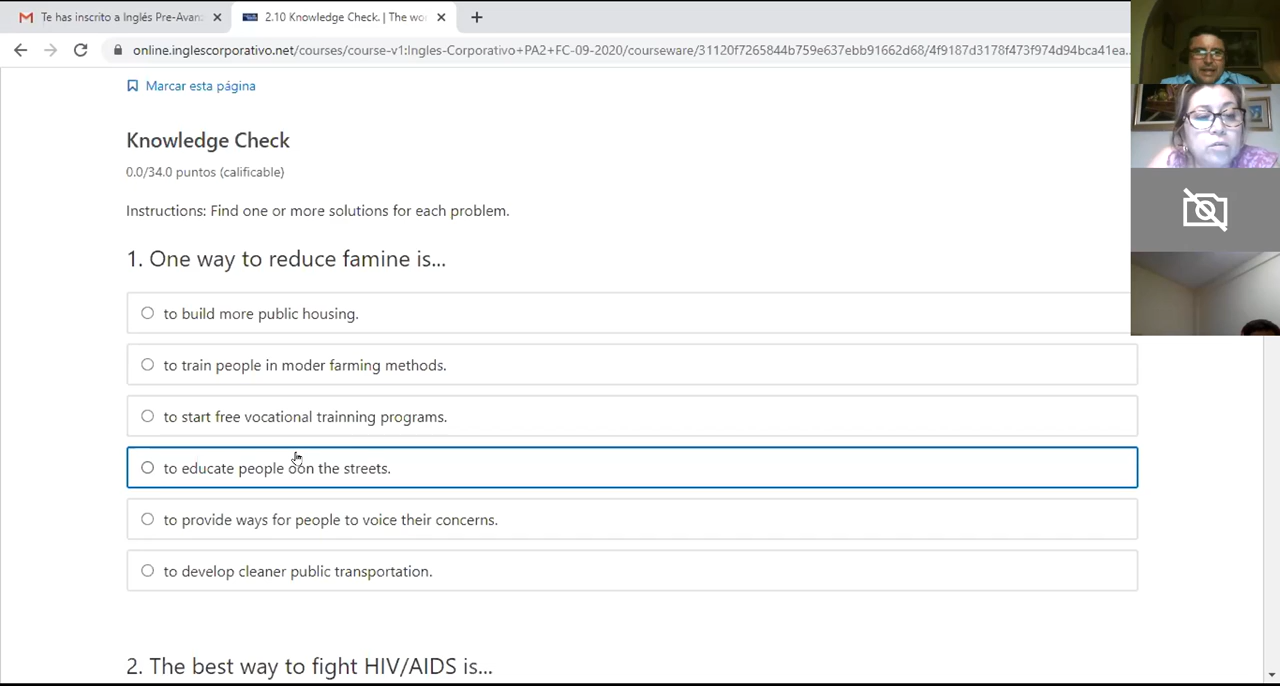 Te has inscrito a Inglés Pre-Avan
2.10 Knowledge Check. | The wo
online.inglescorporativo.net/courses/course-v1:Ingles-Corporativo+PA2+FC-09-2020/courseware/31120f7265844b759e637ebb91662d68/4f9187d3178f473f974d94bca41ea...
Marcar esta página
Knowledge Check
0.0/34.0 puntos (calificable)
Instructions: Find one or more solutions for each problem.
1. One way to reduce famine is...
to build more public housing.
to train people in moder farming methods.
to start free vocational trainning programs.
to educate people oon the streets.
to provide ways for people to voice their concerns.
to develop cleaner public transportation.
2. The best way to fight HIV/AIDS is...